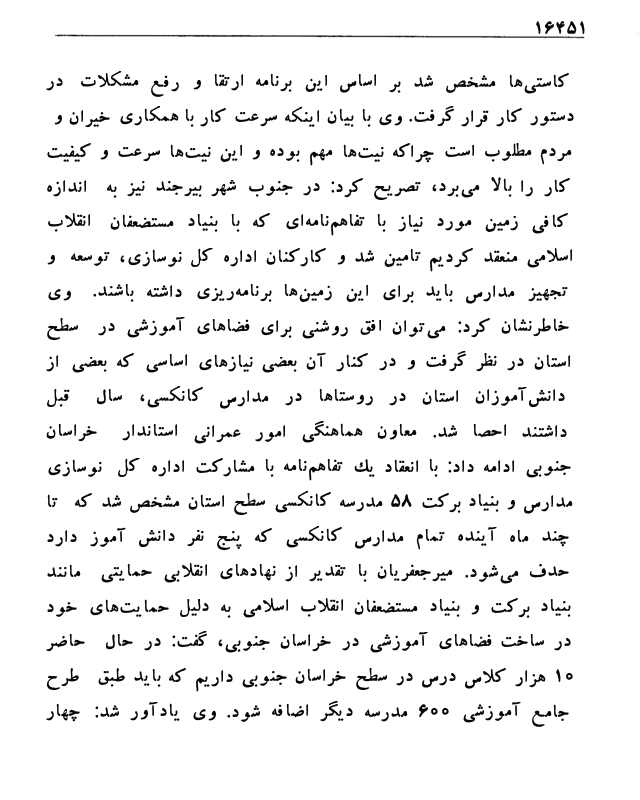 ۱۶۴۵۱
کاستی‌ها مشخص شد بر اساس این برنامه ارتقا و رفع مشکلات در
دستور کار قرار گرفت. وی با بیان اینکه سرعت کار با همکاری خیران و
مردم مطلوب است چراکه نیت‌ها مهم بوده و این نیت‌ها سرعت و کیفیت
کار را بالا می‌برد، تصریح کرد: در جنوب شهر بیرجند نیز به اندازه
کافی زمین مورد نیاز با تفاهم‌نامه‌ای که با بنیاد مستضعفان انقلاب
اسلامی منعقد کردیم تامین شد و کارکنان اداره کل نوسازی، توسعه و
تجهیز مدارس باید برای این زمین‌ها برنامه‌ریزی داشته باشند. وی
خاطرنشان کرد: می‌توان افق روشنی برای فضاهای آموزشی در سطح
استان در نظر گرفت و در کنار آن بعضی نیازهای اساسی که بعضی از
دانش‌آموزان استان در روستاها در مدارس کانکسی، سال قبل
داشتند احصا شد. معاون هماهنگی امور عمرانی استاندار خراسان
جنوبی ادامه داد: با انعقاد یك تفاهم‌نامه با مشارکت اداره کل نوسازی
مدارس و بنیاد برکت ۵۸ مدرسه کانکسی سطح استان مشخص شد که تا
چند ماه آینده تمام مدارس کانکسی که پنج نفر دانش آموز دارد
حذف می‌شود. میرجعفریان با تقدیر از نهادهای انقلابی حمایتی مانند
بنیاد برکت و بنیاد مستضعفان انقلاب اسلامی به دلیل حمایت‌های خود
در ساخت فضاهای آموزشی در خراسان جنوبی، گفت: در حال حاضر
۱۰ هزار کلاس درس در سطح خراسان جنوبی داریم که باید طبق طرح
جامع آموزشی ۶۰۰ مدرسه دیگر اضافه شود. وی یادآور شد: چهار